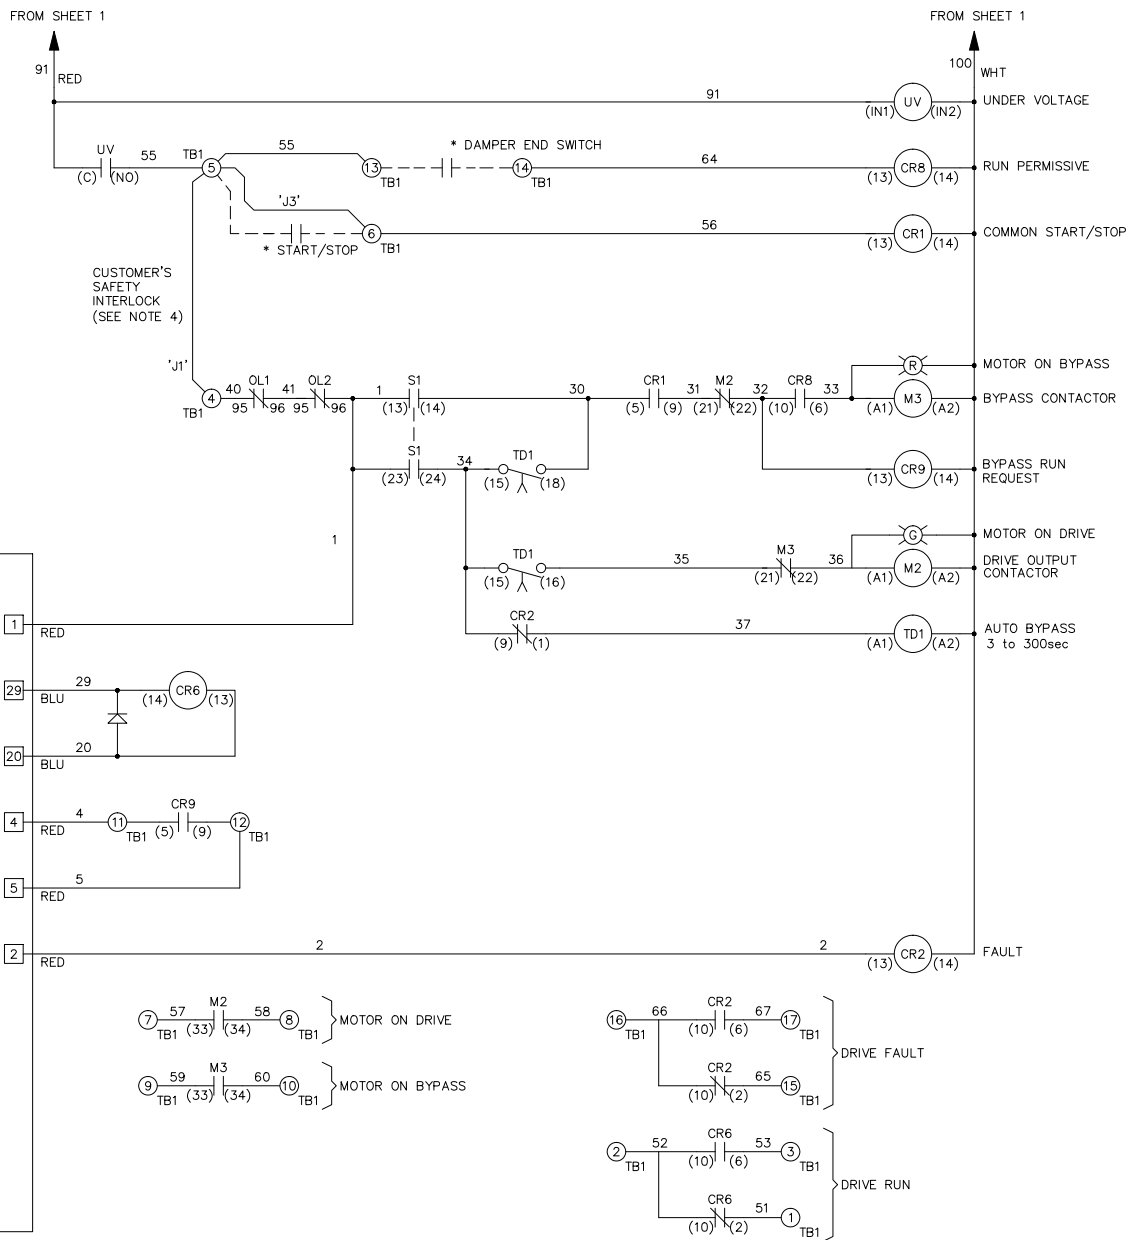 FROM SHEET 1 FROM SHEET 1
91 RED 100 WHT
91 (IN1) UV (IN2) UNDER VOLTAGE
UV (C) (NO) 55 TB1 5 55 13 TB1 * DAMPER END SWITCH 14 TB1 64 (13) CR8 (14) RUN PERMISSIVE
'J3' * START/STOP 6 TB1 56 (13) CR1 (14) COMMON START/STOP
CUSTOMER'S
SAFETY
INTERLOCK
(SEE NOTE 4)
'J1' R MOTOR ON BYPASS
TB1 4 40 OL1 95 96 41 OL2 95 96 1 S1 (13) (14) 30 CR1 (5) (9) 31 M2 (21) (22) 32 CR8 (10) (6) 33 (A1) M3 (A2) BYPASS CONTACTOR
S1 (23) (24) 34 TD1 (15) (18) (13) CR9 (14) BYPASS RUN
REQUEST
1 G MOTOR ON DRIVE
TD1 (15) (16) 35 M3 (21) (22) 36 (A1) M2 (A2) DRIVE OUTPUT
CONTACTOR
1 RED CR2 (9) (1) 37 (A1) TD1 (A2) AUTO BYPASS
3 to 300sec
29 BLU 29 (14) CR6 (13)
20 BLU 20
4 RED 4 11 TB1 CR9 (5) (9) 12 TB1
5 RED 5
2 RED 2 2 (13) CR2 (14) FAULT
7 TB1 57 M2 (33) (34) 58 8 TB1 MOTOR ON DRIVE
9 TB1 59 M3 (33) (34) 60 10 TB1 MOTOR ON BYPASS
16 TB1 66 CR2 (10) (6) 67 17 TB1
DRIVE FAULT
CR2 (10) (2) 65 15 TB1
2 TB1 52 CR6 (10) (6) 53 3 TB1
DRIVE RUN
CR6 (10) (2) 51 1 TB1